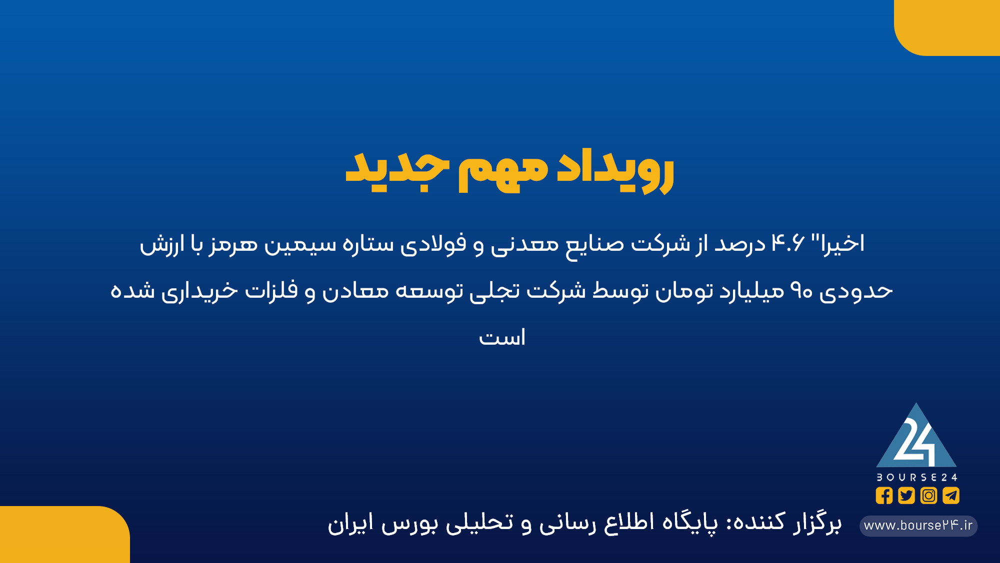 رویداد مهم جدید
اخیرا" ۴.۶ درصد از شرکت صنایع معدنی و فولادی ستاره سیمین هرمز با ارزش
حدودی ۹۰ میلیارد تومان توسط شرکت تجلی توسعه معادن و فلزات خریداری شده
است
24
BOURSE24
برگزار کننده: پایگاه اطلاع رسانی و تحلیلی بورس ایران
www.bourse۲۴.ir